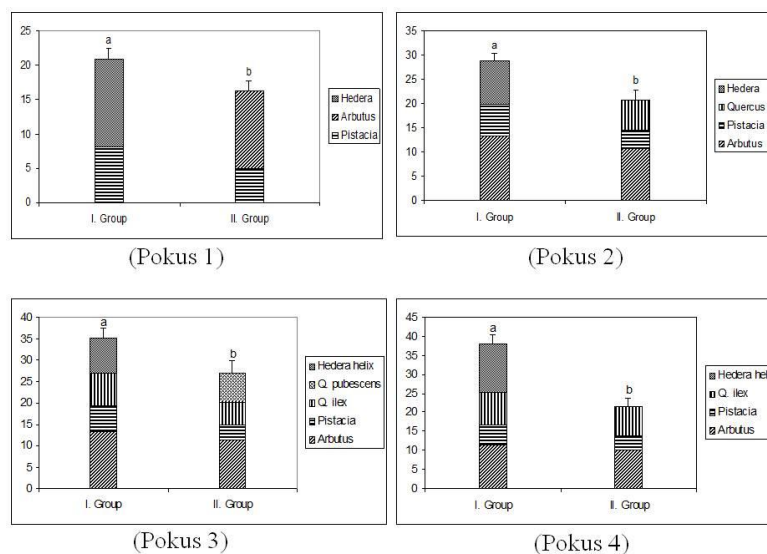 25
20
15
10
5
0
a
b
I. Group
II. Group
Hedera
Arbutus
Pistacia
(Pokus 1)
35
30
25
20
15
10
5
0
a
b
I. Group
II. Group
Hedera
Quercus
Pistacia
Arbutus
(Pokus 2)
40
35
30
25
20
15
10
5
0
a
b
I. Group
II. Group
Hedera helix
Q. pubescens
Q. ilex
Pistacia
Arbutus
(Pokus 3)
45
40
35
30
25
20
15
10
5
0
a
b
I. Group
II. Group
Hedera heli
Q. ilex
Pistacia
Arbutus
(Pokus 4)